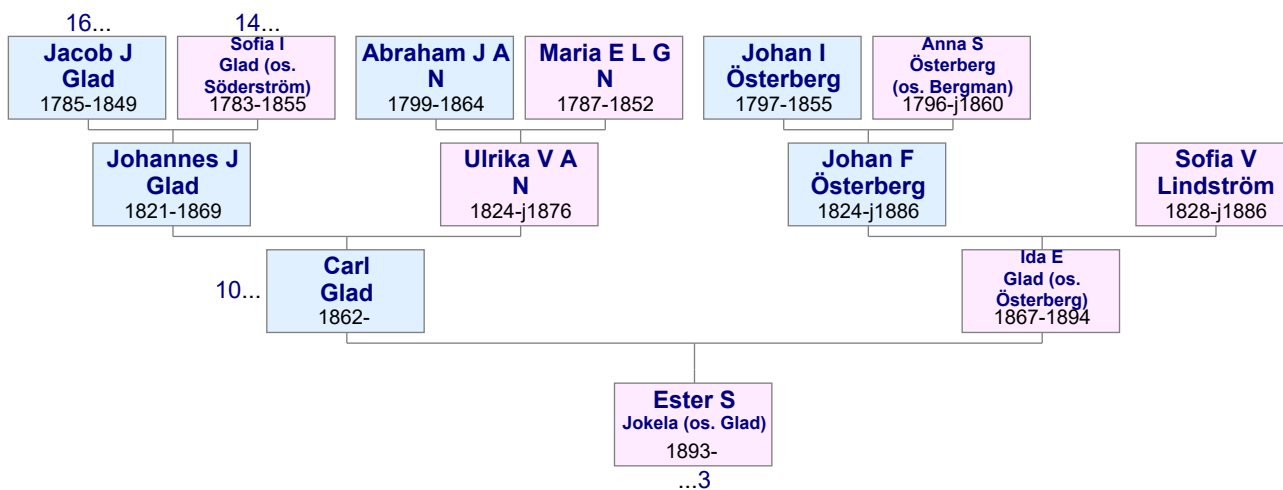 16...
14...
Jacob J
Glad
1785-1849
Sofia I
Glad (os.
Söderström)
1783-1855
Abraham J A
N
1799-1864
Maria E L G
N
1787-1852
Johan I
Österberg
1797-1855
Anna S
Österberg
(os. Bergman)
1796-j1860
Johannes J
Glad
1821-1869
Ulrika V A
N
1824-j1876
Johan F
Österberg
1824-j1886
Sofia V
Lindström
1828-j1886
10...
Carl
Glad
1862-
Ida E
Glad (os.
Österberg)
1867-1894
Ester S
Jokela (os. Glad)
1893-
...3